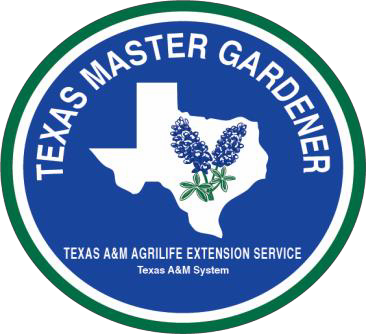 TEXAS MASTER GARDENER
TEXAS A&M AGRILIFE EXTENSION SERVICE
Texas A&M System